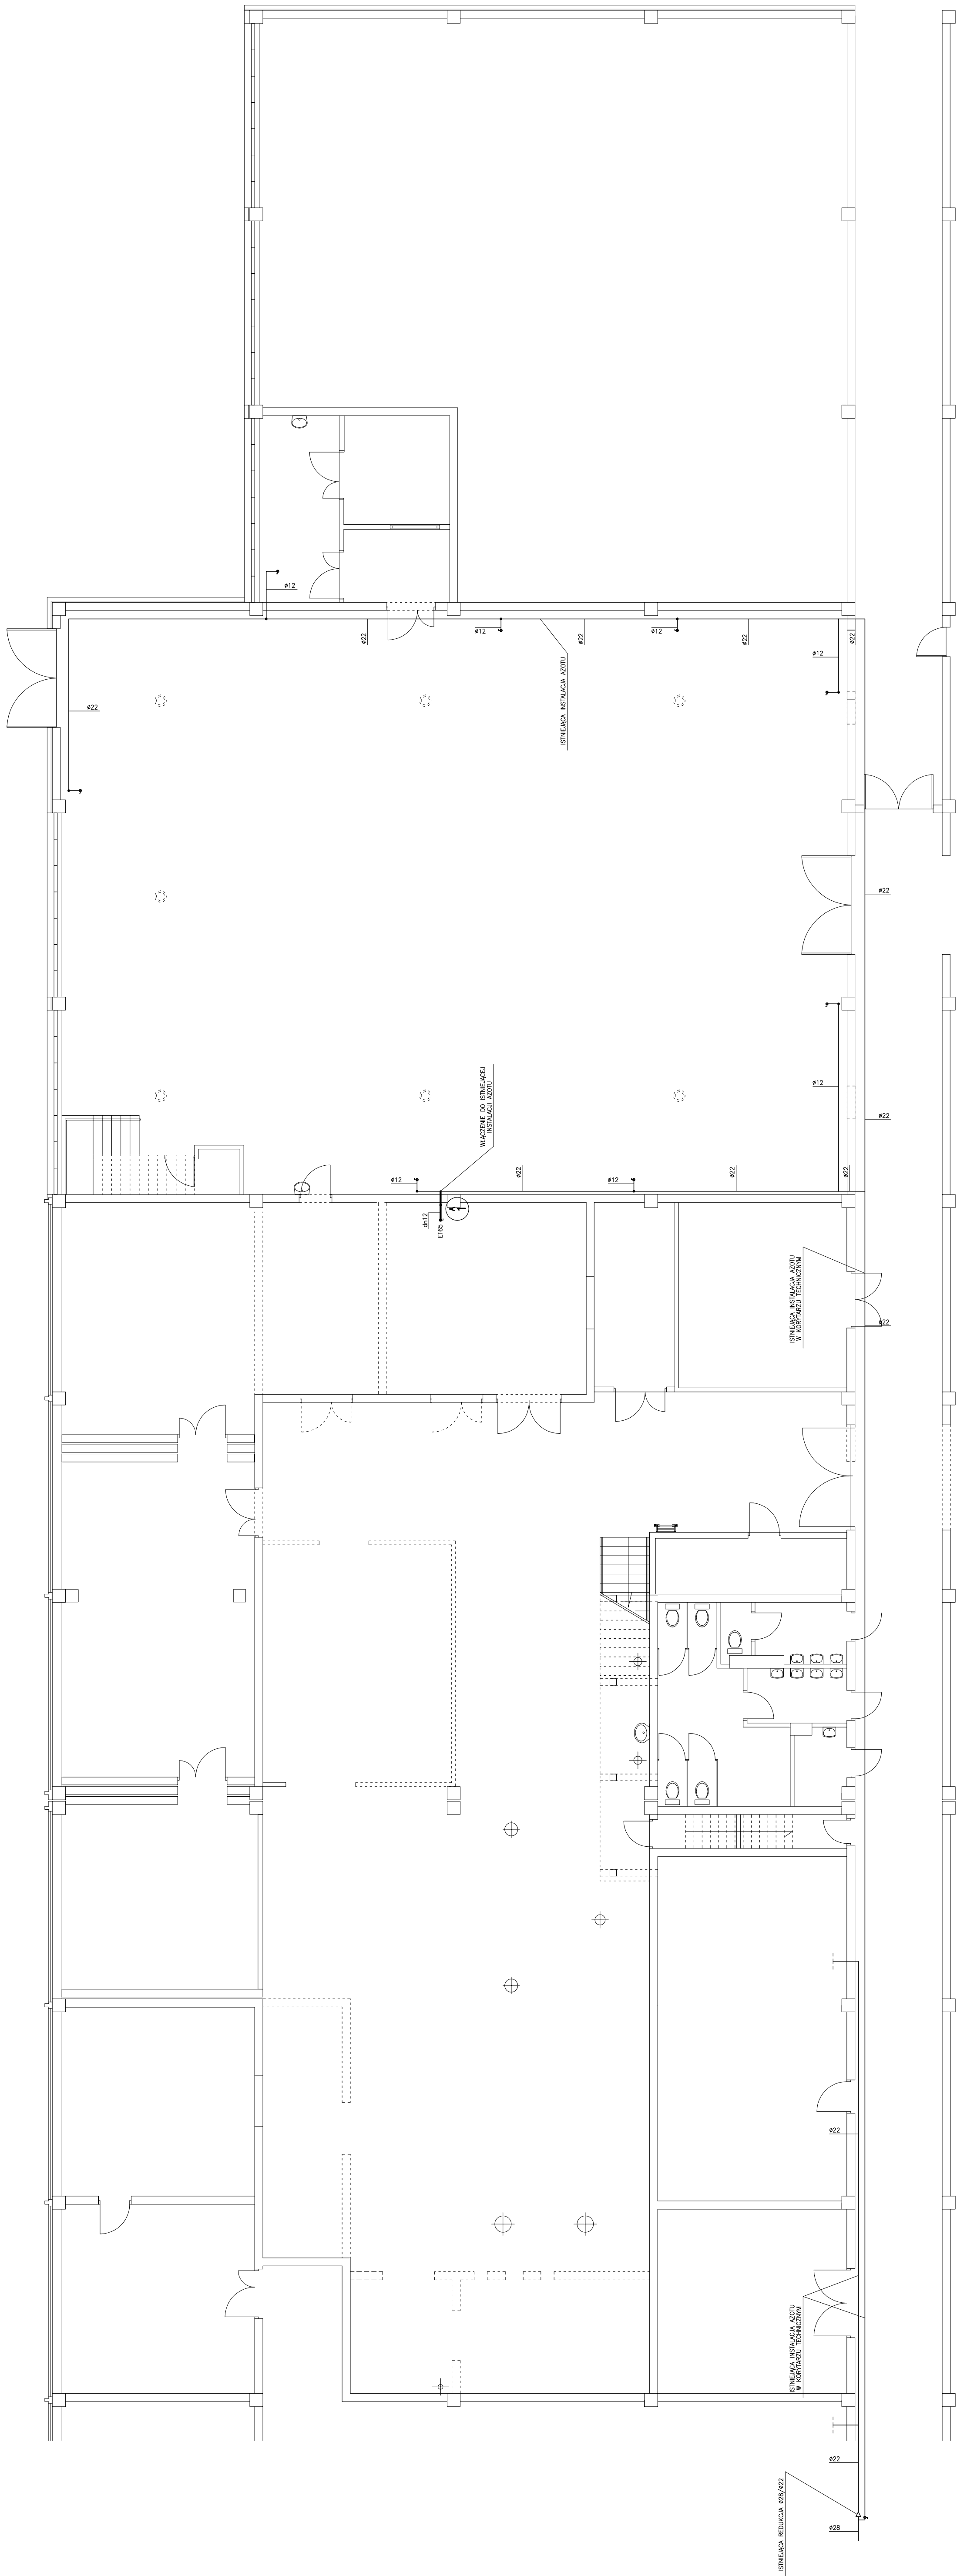 ø12
ø22
ø12
ø22
ø12
ø22
ø22
ISTNIEJĄCA INSTALACJA AZOTU
ø12
ø22
ø22
WŁĄCZENIE DO ISTNIEJĄCEJ
INSTALACJI AZOTU
ø12
ø22
ø12
ø22
ø12
ø22
ø22
dn12
ET65
A
1
ISTNIEJĄCA INSTALACJA AZOTU
W KORYTARZU TECHNICZNYM
ø22
ø22
ISTNIEJĄCA INSTALACJA AZOTU
W KORYTARZU TECHNICZNYM
ø22
ISTNIEJĄCA REDUKCJA ø28/ø22
ø28